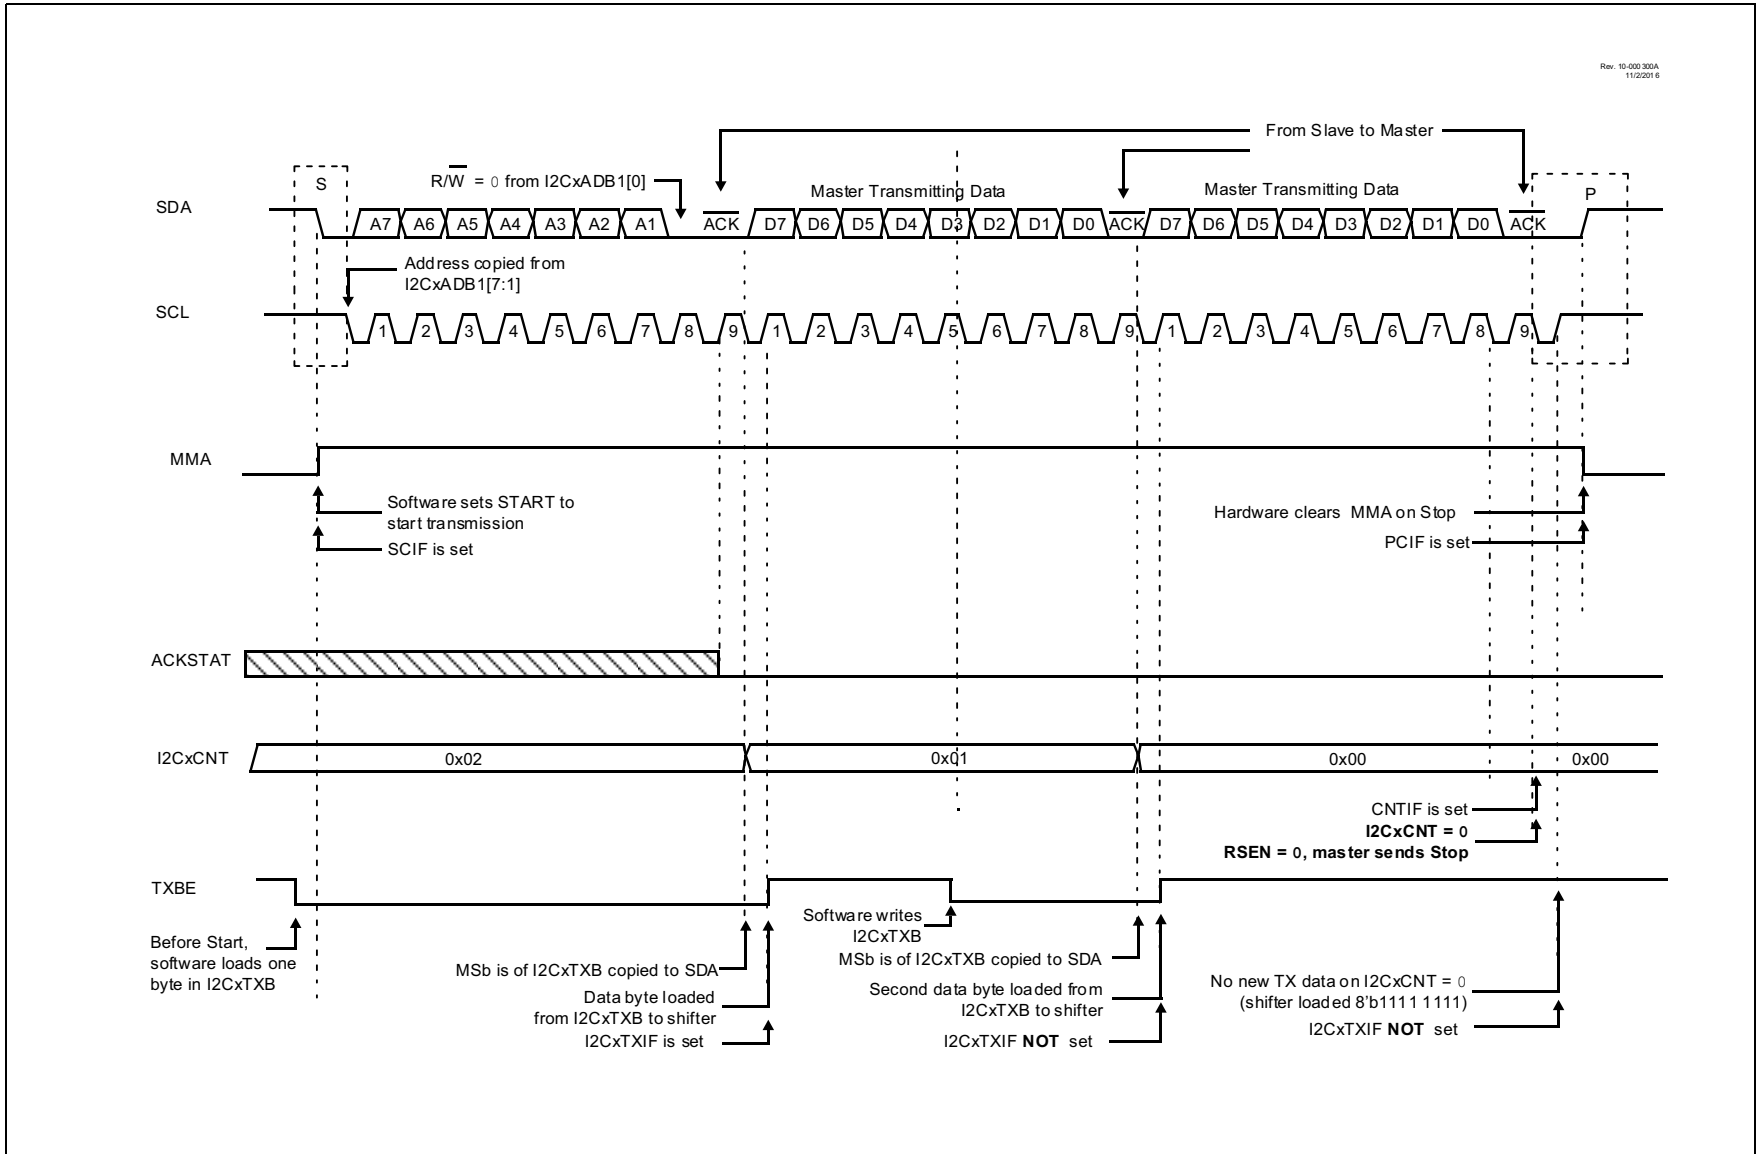 Rev. 10-000300A
11/2/2016
From Slave to Master
S
R/W = 0 from I2CxADB1[0]
Master Transmitting Data
Master Transmitting Data
P
SDA
A7 A6 A5 A4 A3 A2 A1 ACK D7 D6 D5 D4 D3 D2 D1 D0 ACK D7 D6 D5 D4 D3 D2 D1 D0 ACK
Address copied from
I2CxADB1[7:1]
SCL
1 2 3 4 5 6 7 8 9 1 2 3 4 5 6 7 8 9 1 2 3 4 5 6 7 8 9
MMA
Software sets START to
start transmission
SCIF is set
Hardware clears MMA on Stop
PCIF is set
ACKSTAT
I2CxCNT
0x02 0x01 0x00 0x00
CNTIF is set
I2CxCNT = 0
RSEN = 0, master sends Stop
TXBE
Before Start,
software loads one
byte in I2CxTXB
MSb is of I2CxTXB copied to SDA
Data byte loaded
from I2CxTXB to shifter
I2CxTXIF is set
Software writes
I2CxTXB
MSb is of I2CxTXB copied to SDA
Second data byte loaded from
I2CxTXB to shifter
I2CxTXIF NOT set
No new TX data on I2CxCNT = 0
(shifter loaded 8'b1111 1111)
I2CxTXIF NOT set